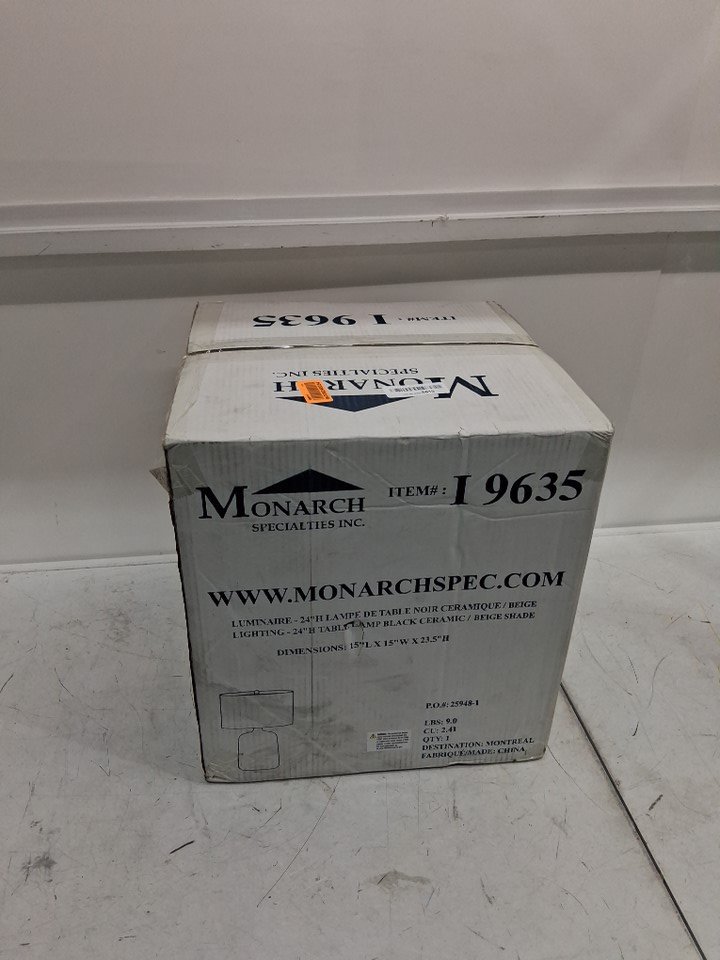 ITEM#: I 9635
MONARCH
SPECIALTIES INC.
MONARCH
SPECIALTIES INC.
ITEM# : I 9635
WWW.MONARCHSPEC.COM
LUMINAIRE - 24"H LAMPE DE TABLE NOIR CERAMIQUE / BEIGE
LIGHTING - 24"H TABLE LAMP BLACK CERAMIC / BEIGE SHADE
DIMENSIONS: 15"L X 15"W X 23.5"H
P.O.#: 25948-1
LBS: 9.0
CU: 2.41
QTY: 1
DESTINATION: MONTREAL
FABRIQUÉ/MADE: CHINA